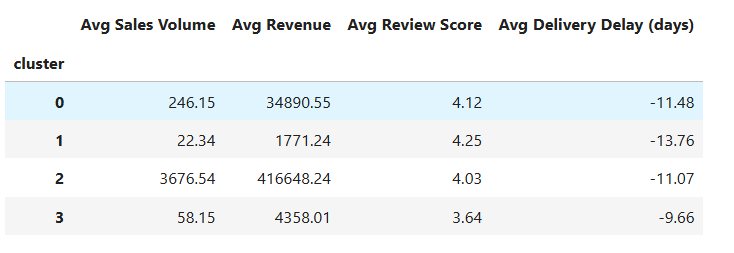 Avg Sales Volume Avg Revenue Avg Review Score Avg Delivery Delay (days)
cluster
0 246.15 34890.55 4.12 -11.48
1 22.34 1771.24 4.25 -13.76
2 3676.54 416648.24 4.03 -11.07
3 58.15 4358.01 3.64 -9.66